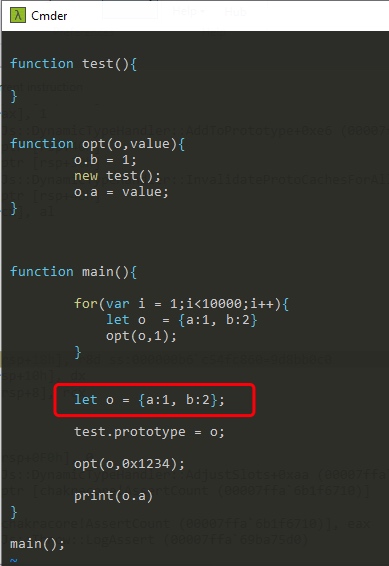 λ Cmder
function test(){
}
function opt(o,value){
o.b = 1;
new test();
o.a = value;
}
function main(){
for(var i = 1;i<10000;i++){
let o  = {a:1, b:2}
opt(o,1);
}
let o = {a:1, b:2};
test.prototype = o;
opt(o,0x1234);
print(o.a)
}
main();
~